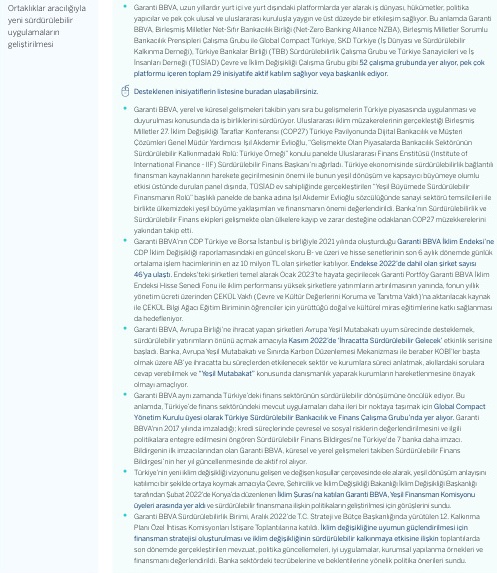 Ortaklıklar aracılığıyla
yeni sürdürülebilir
uygulamaların
geliştirilmesi
Garanti BBVA, uzun yıllardır yurt içi ve yurt dışındaki platformlarda yer alarak iş dünyası, hükümetler, politika
yapıcılar ve pek çok ulusal ve uluslararası kuruluşla yaygın ve üst düzeyde bir etkileşim sağlıyor. Bu anlamda Garanti
BBVA, Birleşmiş Milletler Net-Sıfır Bankacılık Birliği (Net-Zero Banking Alliance NZBA), Birleşmiş Milletler Sorumlu
Bankacılık Prensipleri Çalışma Grubu ile Global Compact Türkiye, SKD Türkiye (İş Dünyası ve Sürdürülebilir
Kalkınma Derneği), Türkiye Bankalar Birliği (TBB) Sürdürülebilirlik Çalışma Grubu ve Türkiye Sanayicileri ve İş
İnsanları Derneği (TÜSİAD) Çevre ve İklim Değişikliği Çalışma Grubu gibi 52 çalışma grubunda yer alıyor, pek çok
platformu içeren toplam 29 inisiyatife aktif katılım sağlıyor veya başkanlık ediyor.
Desteklenen inisiyatiflerin listesine buradan ulaşabilirsiniz.
Garanti BBVA, yerel ve küresel gelişmeleri takibin yanı sıra bu gelişmelerin Türkiye piyasasında uygulanması ve
duyurulması konusunda da iş birliklerini sürdürüyor. Uluslararası iklim müzakerelerinin gerçekleştiği Birleşmiş
Milletler 27. İklim Değişikliği Taraflar Konferansı (COP27) Türkiye Pavilyonunda Dijital Bankacılık ve Müşteri
Çözümleri Genel Müdür Yardımcısı Işıl Akdemir Evlioğlu, "Gelişmekte Olan Piyasalarda Bankacılık Sektörünün
Sürdürülebilir Kalkınmadaki Rolü: Türkiye Örneği" konulu panelde Uluslararası Finans Enstitüsü (Institute of
International Finance - IIF) Sürdürülebilir Finans Başkanı'nı ağırladı. Türkiye ekonomisinde sürdürülebilirlik bağlantılı
finansman kaynaklarının harekete geçirilmesinin önemi ile bunun yeşil dönüşüm ve kapsayıcı büyümeye olumlu
etkisi üstünde durulan panel dışında, TÜSİAD ev sahipliğinde gerçekleştirilen "Yeşil Büyümede Sürdürülebilir
Finansmanın Rolü" başlıklı panelde de banka adına Işıl Akdemir Evlioğlu sözcülüğünde sanayi sektörü temsilcileri ile
birlikte ülkemizdeki yeşil büyüme yaklaşımları ve finansmanın önemi değerlendirildi. Banka'nın Sürdürülebilirlik ve
Sürdürülebilir Finans ekipleri gelişmekte olan ülkelere kayıp ve zarar desteğine odaklanan COP27 müzakerelerini
yakından takip etti.
Garanti BBVA'nın CDP Türkiye ve Borsa İstanbul iş birliğiyle 2021 yılında oluşturduğu Garanti BBVA İklim Endeksi'ne
CDP İklim Değişikliği raporlamasındaki en güncel skoru B- ve üzeri ve hisse senetlerinin son 6 aylık dönemde günlük
ortalama işlem hacimlerinin en az 10 milyon TL olan şirketler katılıyor. Endekse 2022'de dahil olan şirket sayısı
46'ya ulaştı. Endeks'teki şirketleri temel alarak Ocak 2023'te hayata geçirilecek Garanti Portföy Garanti BBVA İklim
Endeksi Hisse Senedi Fonu ile iklim performansı yüksek şirketlere yatırımların artırılmasının yanında, fonun yıllık
yönetim ücreti üzerinden ÇEKÜL Vakfı (Çevre ve Kültür Değerlerini Koruma ve Tanıtma Vakfı)'na aktarılacak kaynak
ile ÇEKÜL Bilgi Ağacı Eğitim Biriminin öğrenciler için yürüttüğü doğal ve kültürel miras eğitimlerine katkı sağlanması
da hedefleniyor.
Garanti BBVA, Avrupa Birliği'ne ihracat yapan şirketleri Avrupa Yeşil Mutabakatı uyum sürecinde desteklemek,
sürdürülebilir yatırımların önünü açmak amacıyla Kasım 2022'de 'İhracatta Sürdürülebilir Gelecek' etkinlik serisine
başladı. Banka, Avrupa Yeşil Mutabakatı ve Sınırda Karbon Düzenlemesi Mekanizması ile beraber KOBİ'ler başta
olmak üzere AB'ye ihracatta bu süreçlerden etkilenecek sektör ve kurumlara süreci anlatmak, akıllardaki sorulara
cevap verebilmek ve "Yeşil Mutabakat" konusunda danışmanlık yaparak kurumların hareketlenmesine önayak
olmayı amaçlıyor.
Garanti BBVA aynı zamanda Türkiye'deki finans sektörünün sürdürülebilir dönüşümüne öncülük ediyor. Bu
anlamda, Türkiye'de finans sektöründeki mevcut uygulamaları daha ileri bir noktaya taşımak için Global Compact
Yönetim Kurulu üyesi olarak Türkiye Sürdürülebilir Bankacılık ve Finans Çalışma Grubu'nda yer alıyor. Garanti
BBVA'nın 2017 yılında imzaladığı; kredi süreçlerinde çevresel ve sosyal risklerin değerlendirilmesini ve ilgili
politikalara entegre edilmesini öngören Sürdürülebilir Finans Bildirgesi'ne Türkiye'de 7 banka daha imzacı.
Bildirgenin ilk imzacılarından olan Garanti BBVA, küresel ve yerel gelişmeleri takiben Sürdürülebilir Finans
Bildirgesi'nin her yıl güncellenmesinde de aktif rol alıyor.
Türkiye'nin yeni iklim değişikliği vizyonunu gelişen ve değişen koşullar çerçevesinde ele alarak, yeşil dönüşüm anlayışını
katılımcı bir şekilde ortaya koymak amacıyla Çevre, Şehircilik ve İklim Değişikliği Bakanlığı İklim Değişikliği Başkanlığı
tarafından Şubat 2022'de Konya'da düzenlenen İklim Şurası'na katılan Garanti BBVA, Yeşil Finansman Komisyonu
üyeleri arasında yer aldı ve sürdürülebilir finansmana ilişkin politikaların geliştirilmesi için görüşlerini sundu.
Garanti BBVA Sürdürülebilirlik Birimi, Aralık 2022'de T.C. Strateji ve Bütçe Başkanlığında yürütülen 12. Kalkınma
Planı Özel İhtisas Komisyonları İstişare Toplantılarına katıldı. İklim değişikliğine uyumun güçlendirilmesi için
finansman stratejisi oluşturulması ve iklim değişikliğinin sürdürülebilir kalkınmaya etkisine ilişkin toplantılarda
son dönemde gerçekleştirilen mevzuat, politika güncellemeleri, iyi uygulamalar, kurumsal yapılanma örnekleri ve
finansmanı değerlendirildi. Banka sektördeki tecrübelerine ve beklentilerine yönelik politika önerileri sundu.